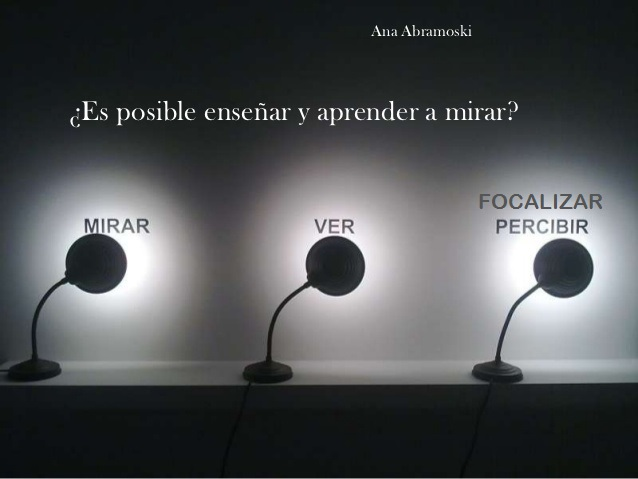 Ana Abramoski
¿Es posible enseñar y aprender a mirar?
FOCALIZAR
MIRAR VER PERCIBIR